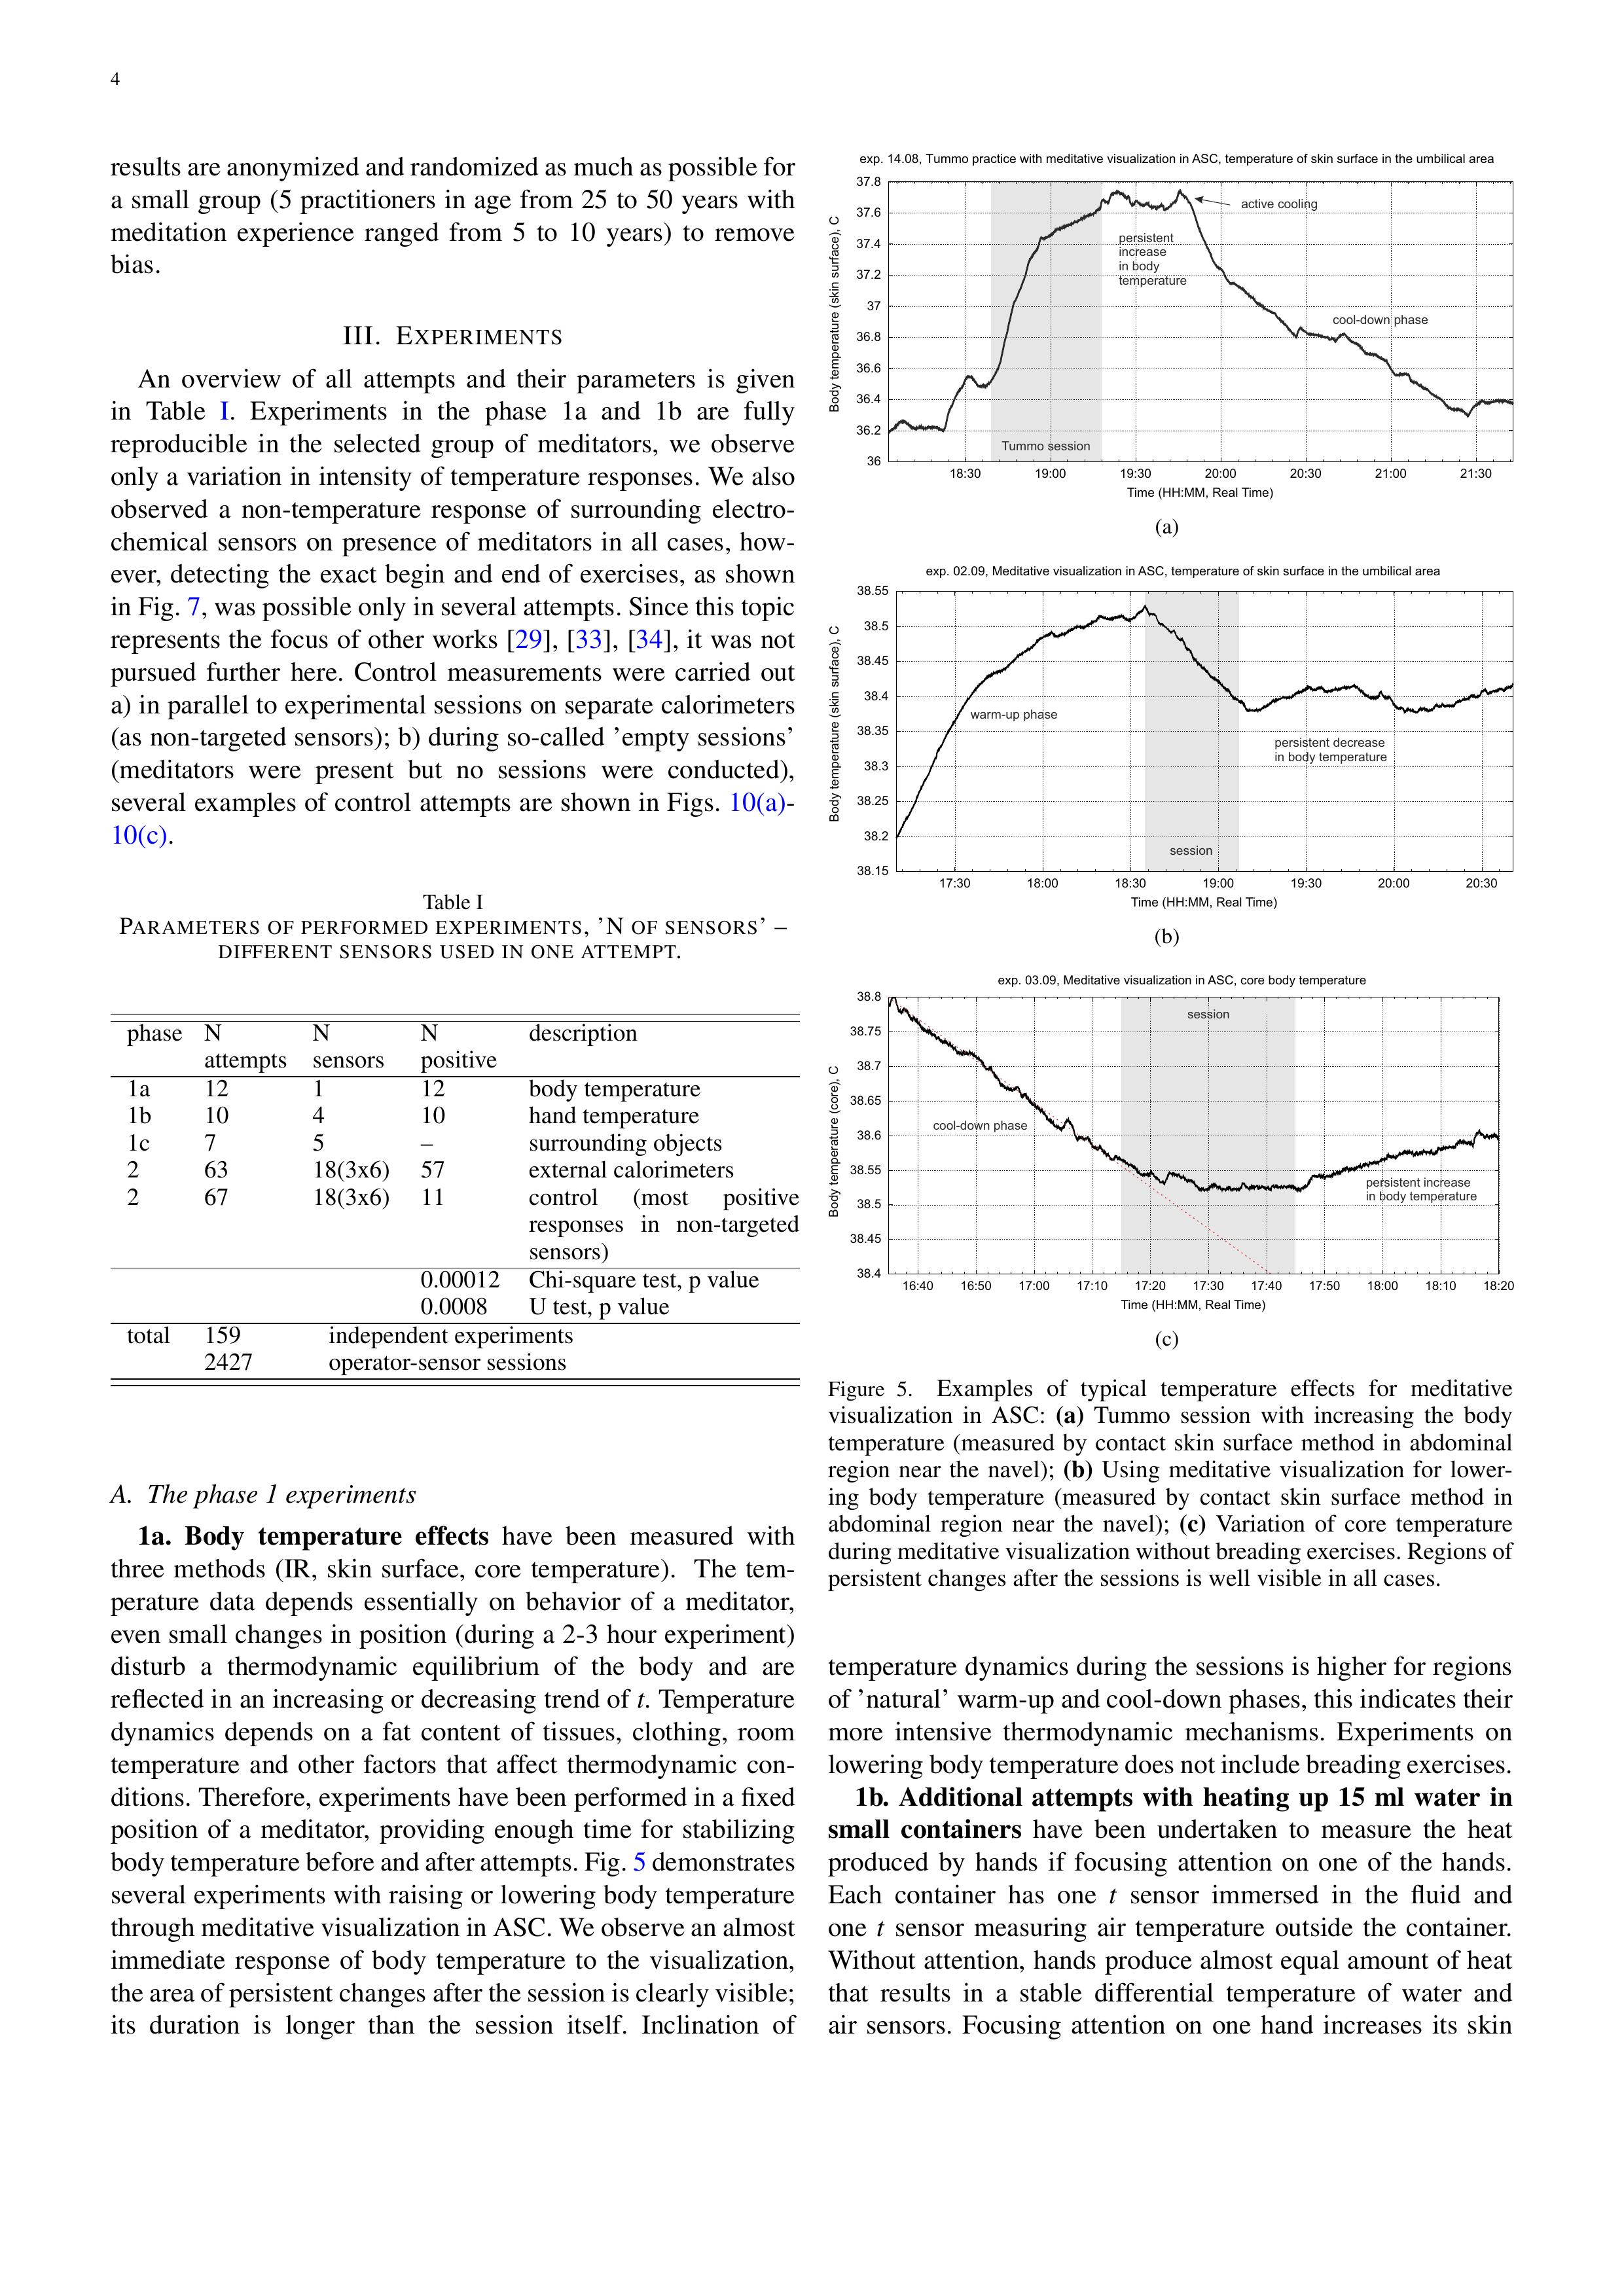 4
results are anonymized and randomized as much as possible for
a small group (5 practitioners in age from 25 to 50 years with
meditation experience ranged from 5 to 10 years) to remove
bias.
III. EXPERIMENTS
An overview of all attempts and their parameters is given
in Table I. Experiments in the phase 1a and 1b are fully
reproducible in the selected group of meditators, we observe
only a variation in intensity of temperature responses. We also
observed a non-temperature response of surrounding electro-
chemical sensors on presence of meditators in all cases, how-
ever, detecting the exact begin and end of exercises, as shown
in Fig. 7, was possible only in several attempts. Since this topic
represents the focus of other works [29], [33], [34], it was not
pursued further here. Control measurements were carried out
a) in parallel to experimental sessions on separate calorimeters
(as non-targeted sensors); b) during so-called 'empty sessions'
(meditators were present but no sessions were conducted),
several examples of control attempts are shown in Figs. 10(a)-
10(c).
Table I
PARAMETERS OF PERFORMED EXPERIMENTS, 'N OF SENSORS' –
DIFFERENT SENSORS USED IN ONE ATTEMPT.
phase N N N description
attempts sensors positive
1a 12 1 12 body temperature
1b 10 4 10 hand temperature
1c 7 5 – surrounding objects
2 63 18(3x6) 57 external calorimeters
2 67 18(3x6) 11 control (most positive
responses in non-targeted
sensors)
0.00012 Chi-square test, p value
0.0008 U test, p value
total 159 independent experiments
2427 operator-sensor sessions
A. The phase 1 experiments
1a. Body temperature effects have been measured with
three methods (IR, skin surface, core temperature). The tem-
perature data depends essentially on behavior of a meditator,
even small changes in position (during a 2-3 hour experiment)
disturb a thermodynamic equilibrium of the body and are
reflected in an increasing or decreasing trend of t. Temperature
dynamics depends on a fat content of tissues, clothing, room
temperature and other factors that affect thermodynamic con-
ditions. Therefore, experiments have been performed in a fixed
position of a meditator, providing enough time for stabilizing
body temperature before and after attempts. Fig. 5 demonstrates
several experiments with raising or lowering body temperature
through meditative visualization in ASC. We observe an almost
immediate response of body temperature to the visualization,
the area of persistent changes after the session is clearly visible;
its duration is longer than the session itself. Inclination of
exp. 14.08, Tummo practice with meditative visualization in ASC, temperature of skin surface in the umbilical area
Body temperature (skin surface), C
37.8
37.6
37.4
37.2
37
36.8
36.6
36.4
36.2
36
active cooling
persistent
increase
in body
temperature
cool-down phase
Tummo session
18:30 19:00 19:30 20:00 20:30 21:00 21:30
Time (HH:MM, Real Time)
(a)
exp. 02.09, Meditative visualization in ASC, temperature of skin surface in the umbilical area
Body temperature (skin surface), C
38.55
38.5
38.45
38.4
38.35
38.3
38.25
38.2
38.15
warm-up phase
persistent decrease
in body temperature
session
17:30 18:00 18:30 19:00 19:30 20:00 20:30
Time (HH:MM, Real Time)
(b)
exp. 03.09, Meditative visualization in ASC, core body temperature
Body temperature (core), C
38.8
38.75
38.7
38.65
38.6
38.55
38.5
38.45
38.4
session
cool-down phase
persistent increase
in body temperature
16:40 16:50 17:00 17:10 17:20 17:30 17:40 17:50 18:00 18:10 18:20
Time (HH:MM, Real Time)
(c)
Figure 5. Examples of typical temperature effects for meditative
visualization in ASC: (a) Tummo session with increasing the body
temperature (measured by contact skin surface method in abdominal
region near the navel); (b) Using meditative visualization for lower-
ing body temperature (measured by contact skin surface method in
abdominal region near the navel); (c) Variation of core temperature
during meditative visualization without breading exercises. Regions of
persistent changes after the sessions is well visible in all cases.
temperature dynamics during the sessions is higher for regions
of 'natural' warm-up and cool-down phases, this indicates their
more intensive thermodynamic mechanisms. Experiments on
lowering body temperature does not include breading exercises.
1b. Additional attempts with heating up 15 ml water in
small containers have been undertaken to measure the heat
produced by hands if focusing attention on one of the hands.
Each container has one t sensor immersed in the fluid and
one t sensor measuring air temperature outside the container.
Without attention, hands produce almost equal amount of heat
that results in a stable differential temperature of water and
air sensors. Focusing attention on one hand increases its skin